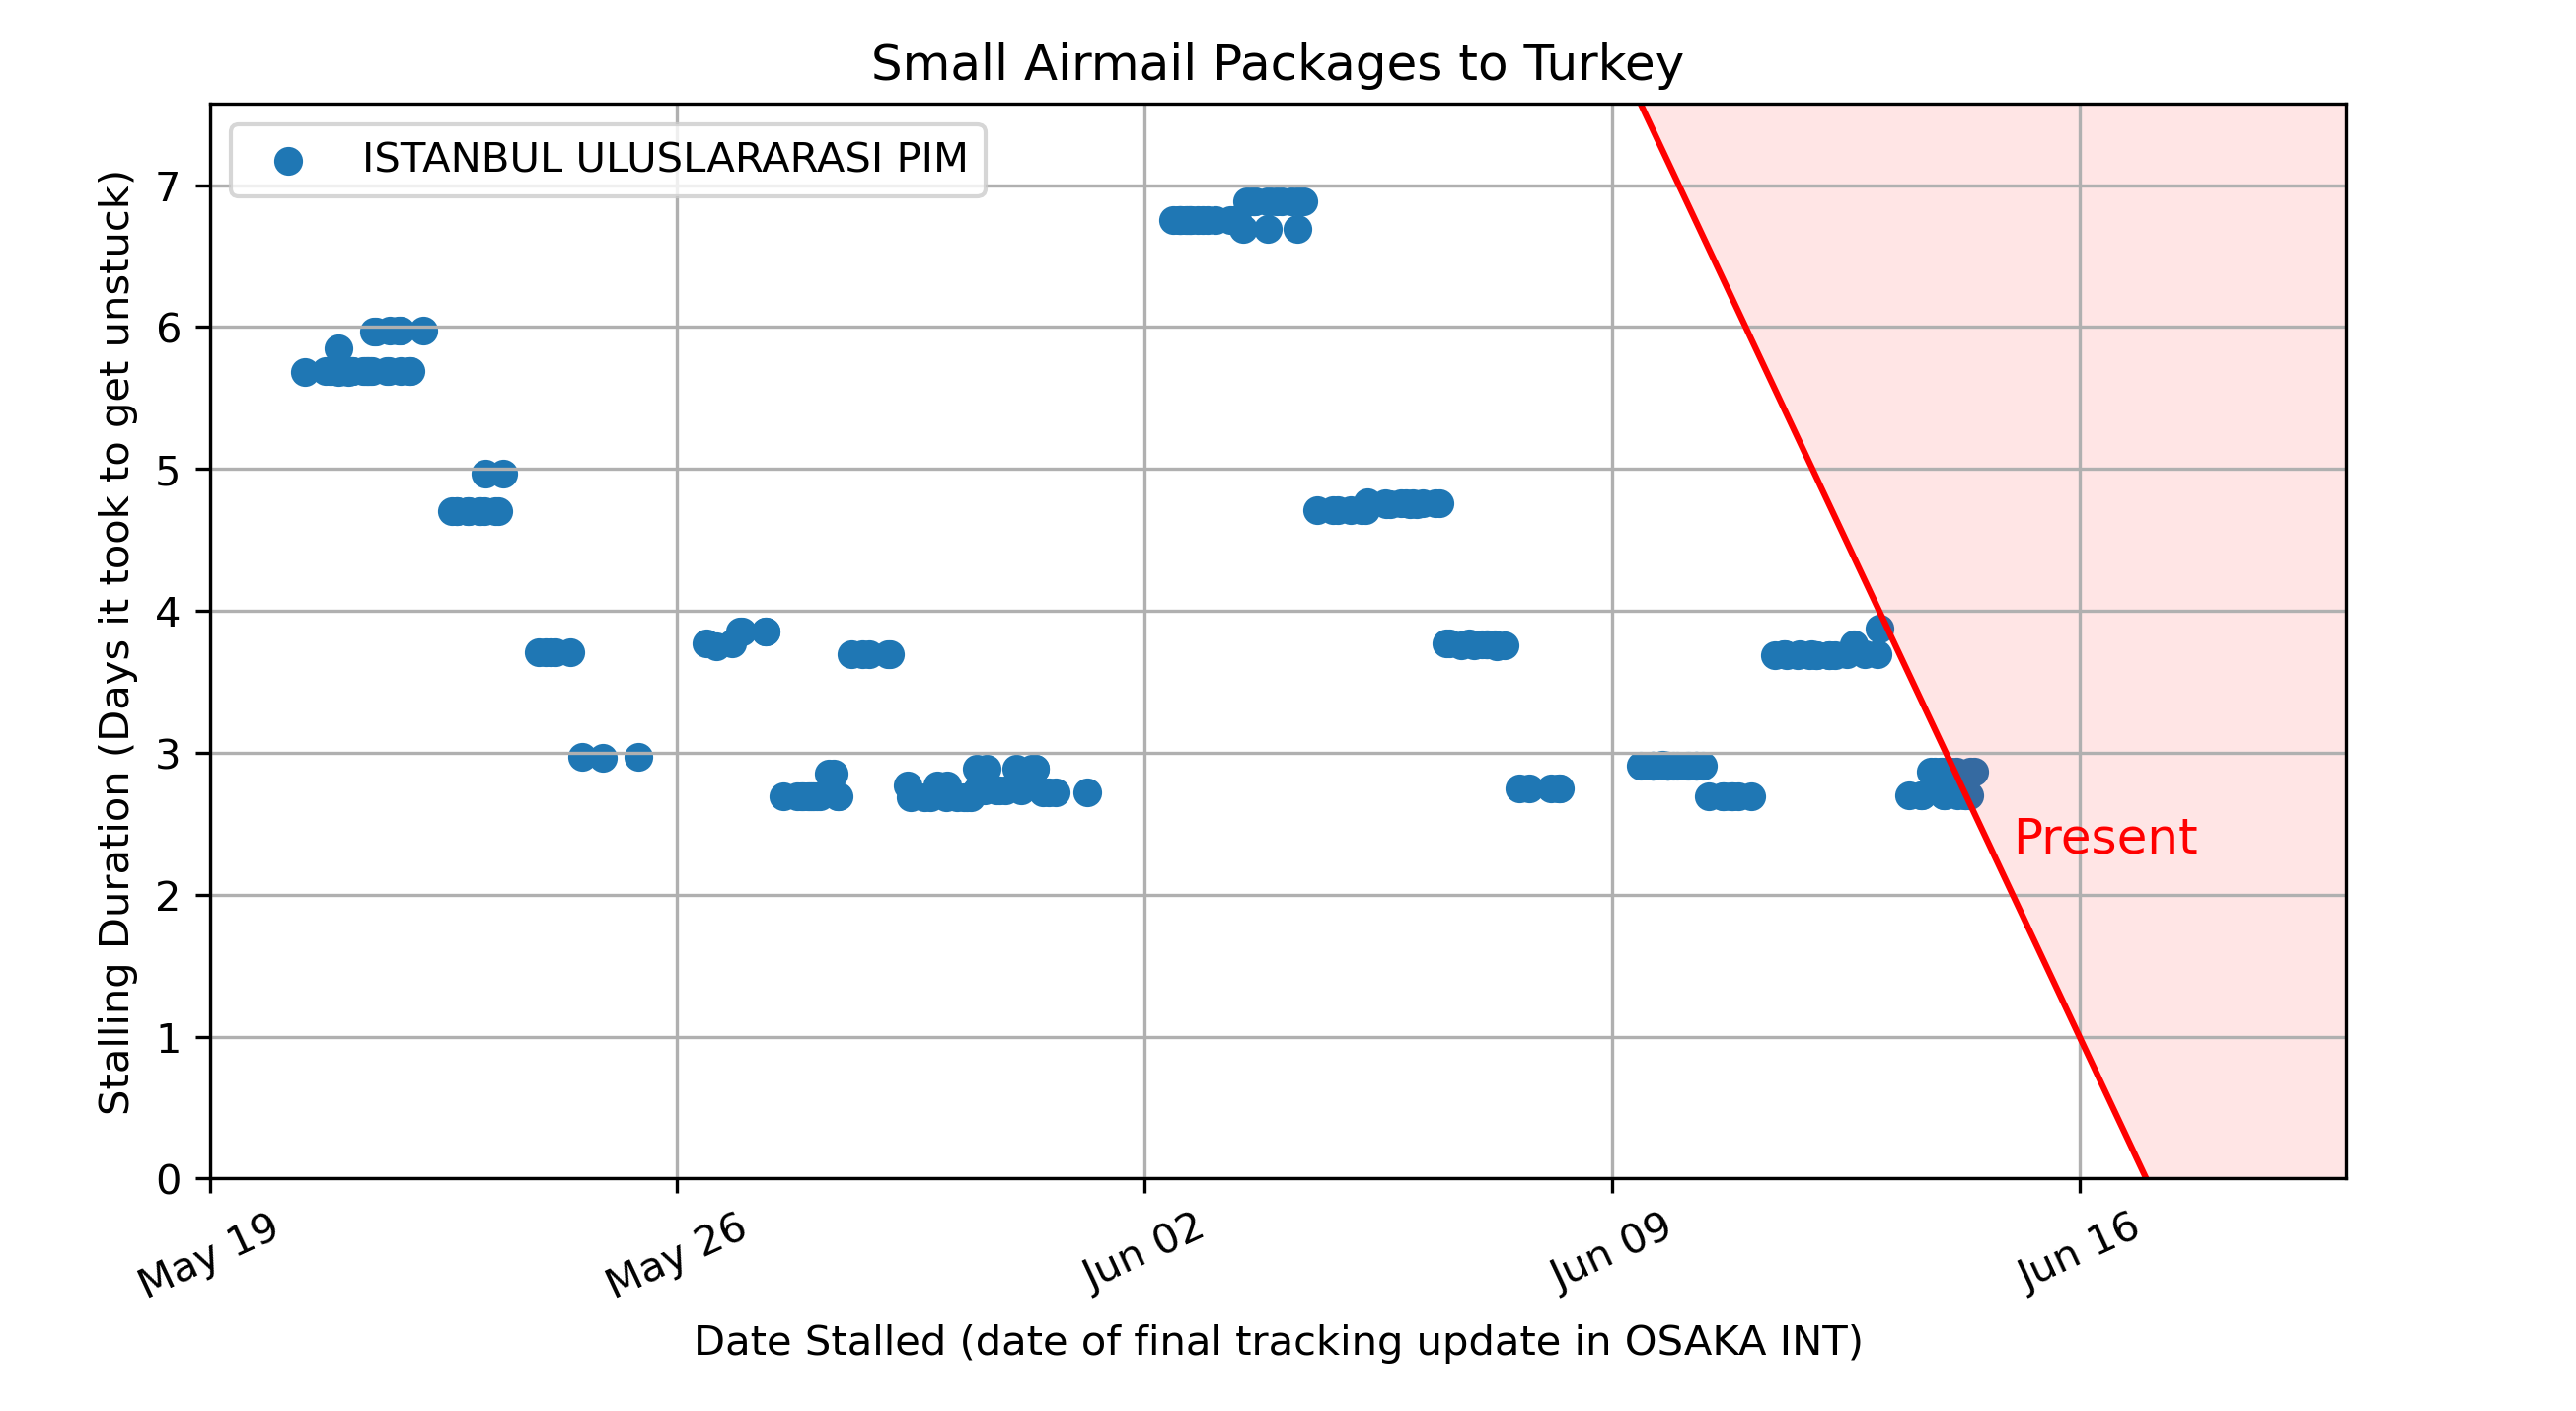 Small Airmail Packages to Turkey
ISTANBUL ULUSLARARASI PIM
Stalling Duration (Days it took to get unstuck)
7
6
5
4
3
2
1
0
Present
May 19
May 26
Jun 02
Jun 09
Jun 16
Date Stalled (date of final tracking update in OSAKA INT)